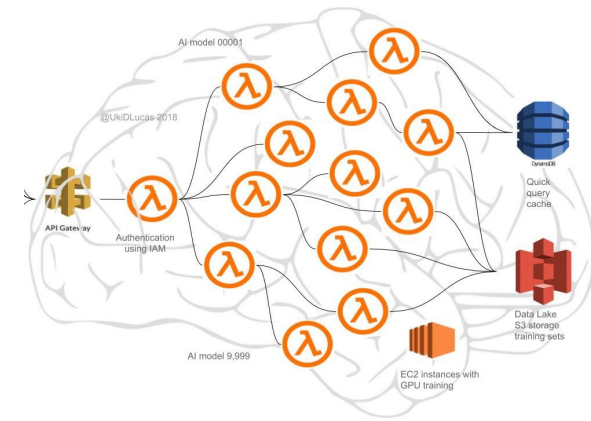 AI model 00001
@UkiDLucas 2018
DynamoDB
Quick
query
cache
API Gateway
Authentication
using IAM
Data Lake
S3 storage
training sets
AI model 9,999
EC2 instances with
GPU training